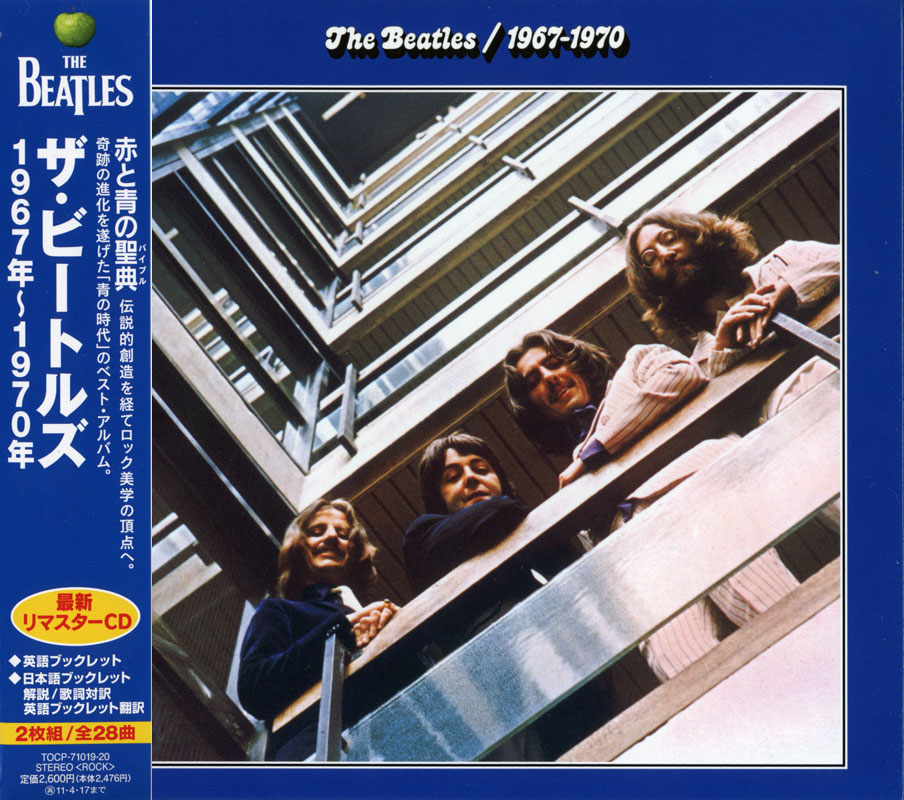 The Beatles / 1967-1970
THE
BEATLES
赤と青の聖典 伝説的創造を経てロック美学の頂点へ。
バイブル
奇跡の進化を遂げた「青の時代」のベスト・アルバム。
ザ・ビートルズ
1967年～1970年
最新
リマスターCD
◆英語ブックレット
◆日本語ブックレット
解説/歌詞対訳
英語ブックレット翻訳
2枚組/全28曲
TOCP-71019-20
STEREO <ROCK>
定価2,600円(本体2,476円)
再11・4・17まで